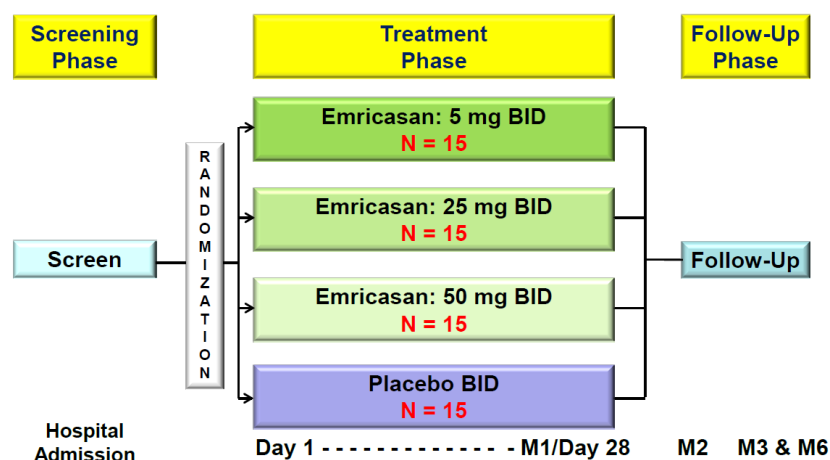 Screening
Phase
Treatment
Phase
Follow-Up
Phase
Screen
RANDOMIZATION
Emricasan: 5 mg BID
N = 15
Emricasan: 25 mg BID
N = 15
Emricasan: 50 mg BID
N = 15
Placebo BID
N = 15
Follow-Up
Hospital
Admission
Day 1 - - - - - - - - - - - - - M1/Day 28 M2 M3 & M6